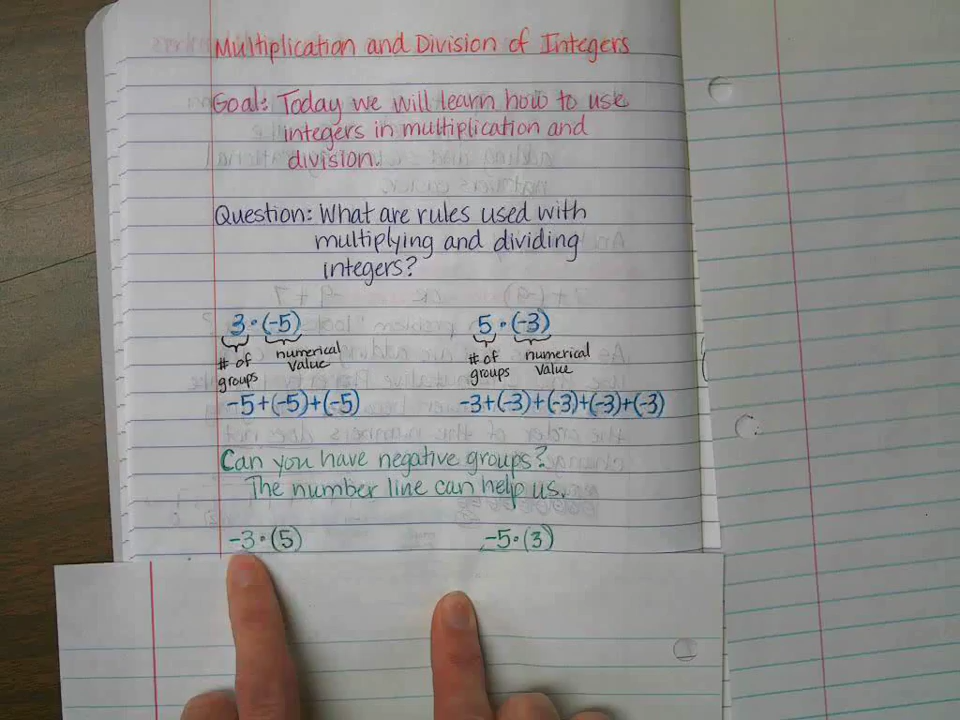 Multiplication and Division of Integers
Goal: Today we will learn how to use
integers in multiplication and
division.
Question: What are rules used with
multiplying and dividing
integers?
3 · (-5)
# of
groups
numerical
value
-5+(-5)+(-5)
5 · (-3)
# of
groups
numerical
value
-3+(-3)+(-3)+(-3)+(-3)
Can you have negative groups?
The number line can help us.
-3·(5)
-5·(3)